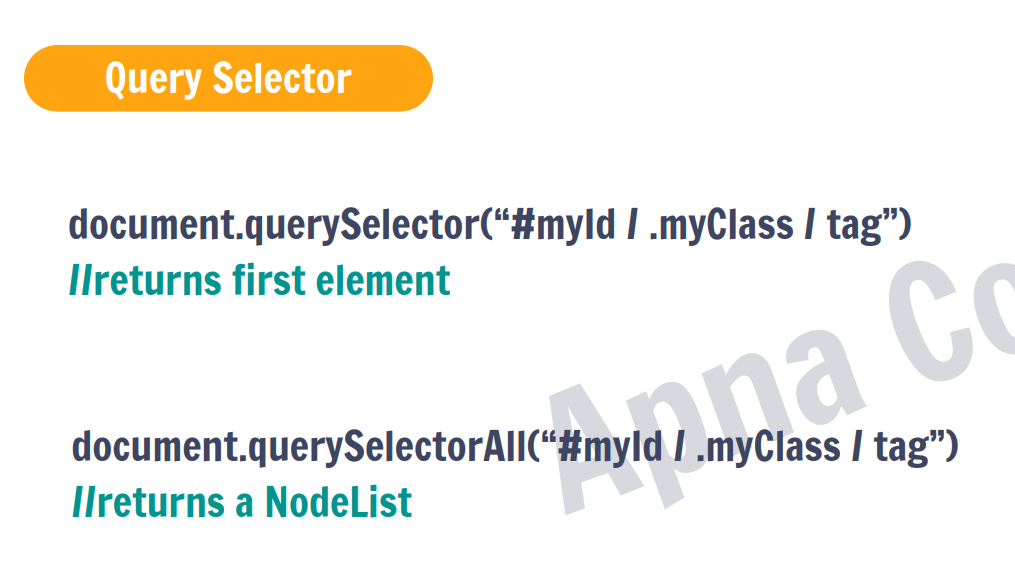 Query Selector
document.querySelector(“#myId / .myClass / tag”)
//returns first element
Apna Co
document.querySelectorAll(“#myId / .myClass / tag”)
//returns a NodeList